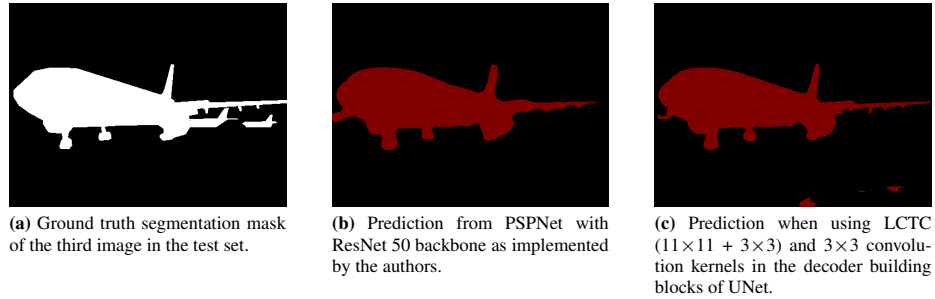 (a) Ground truth segmentation mask
of the third image in the test set.
(b) Prediction from PSPNet with
ResNet 50 backbone as implemented
by the authors.
(c) Prediction when using LCTC
(11×11 + 3×3) and 3×3 convolu-
tion kernels in the decoder building
blocks of UNet.